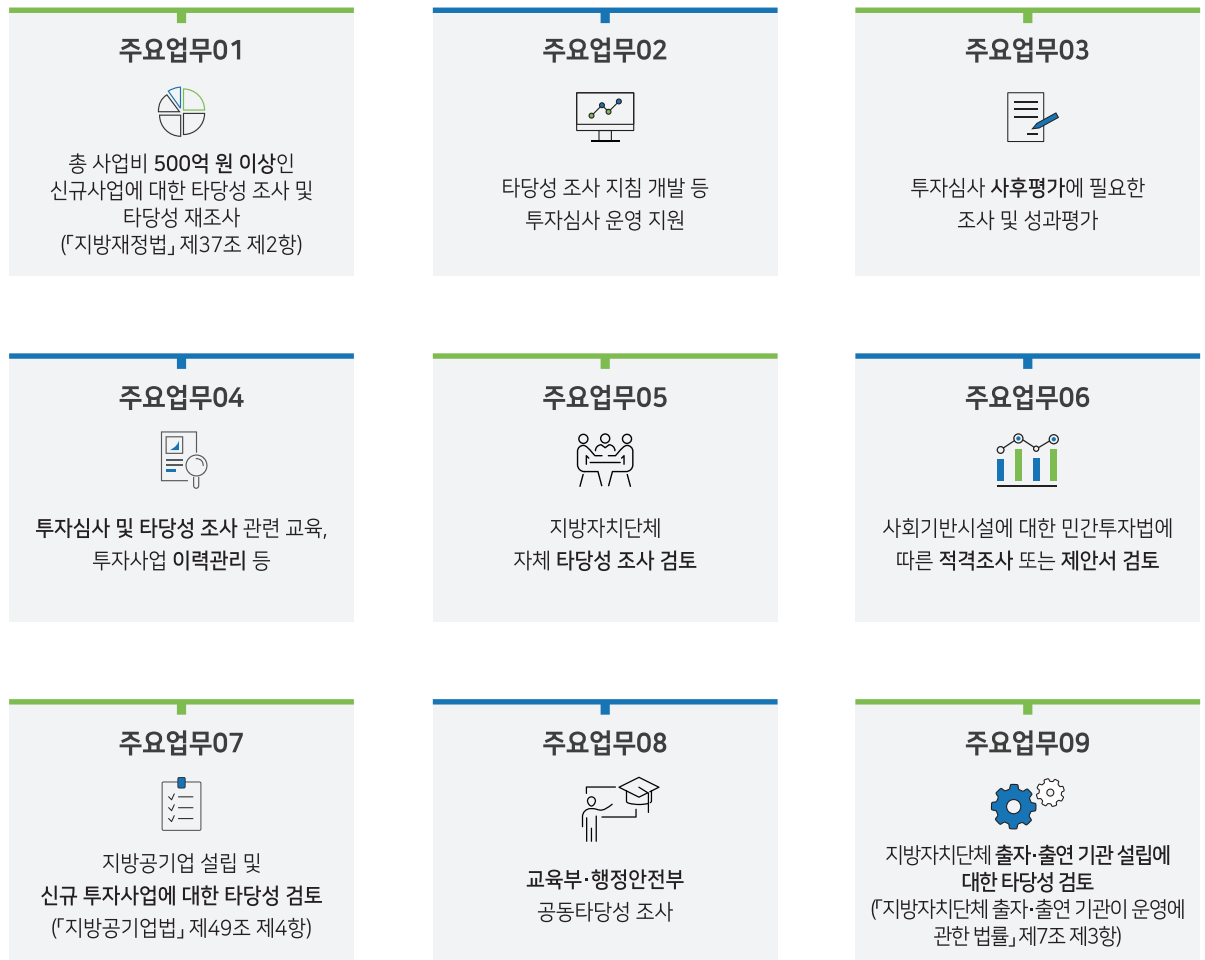 주요업무01
총 사업비 500억 원 이상인
신규사업에 대한 타당성 조사 및
타당성 재조사
(「지방재정법」 제37조 제2항)
주요업무02
타당성 조사 지침 개발 등
투자심사 운영 지원
주요업무03
투자심사 사후평가에 필요한
조사 및 성과평가
주요업무04
투자심사 및 타당성 조사 관련 교육,
투자사업 이력관리 등
주요업무05
지방자치단체
자체 타당성 조사 검토
주요업무06
사회기반시설에 대한 민간투자법에
따른 적격조사 또는 제안서 검토
주요업무07
지방공기업 설립 및
신규 투자사업에 대한 타당성 검토
(「지방공기업법」 제49조 제4항)
주요업무08
교육부·행정안전부
공동타당성 조사
주요업무09
지방자치단체 출자·출연 기관 설립에
대한 타당성 검토
(「지방자치단체 출자·출연 기관이 운영에
관한 법률」 제7조 제3항)